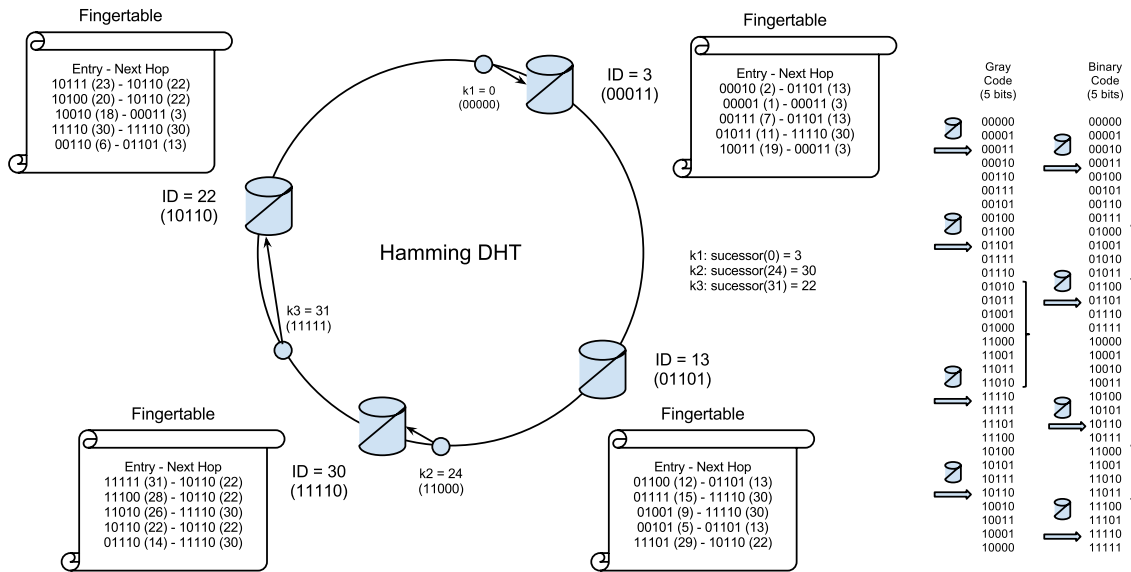 Fingertable
Entry - Next Hop
10111 (23) - 10110 (22)
10100 (20) - 10110 (22)
10010 (18) - 00011 (3)
11110 (30) - 11110 (30)
00110 (6) - 01101 (13)
k1 = 0
(00000)
ID = 3
(00011)
Fingertable
Entry - Next Hop
00010 (2) - 01101 (13)
00001 (1) - 00011 (3)
00111 (7) - 01101 (13)
01011 (11) - 11110 (30)
10011 (19) - 00011 (3)
ID = 22
(10110)
Hamming DHT
k1: sucessor(0) = 3
k2: sucessor(24) = 30
k3: sucessor(31) = 22
k3 = 31
(11111)
ID = 13
(01101)
Fingertable
Entry - Next Hop
11111 (31) - 10110 (22)
11100 (28) - 10110 (22)
11010 (26) - 11110 (30)
10110 (22) - 10110 (22)
01110 (14) - 11110 (30)
ID = 30
(11110)
k2 = 24
(11000)
Fingertable
Entry - Next Hop
01100 (12) - 01101 (13)
01111 (15) - 11110 (30)
01001 (9) - 11110 (30)
00101 (5) - 01101 (13)
11101 (29) - 10110 (22)
Gray
Code
(5 bits)
00000
00001
00011
00010
00110
00111
00101
00100
01100
01101
01111
01110
01010
01011
01001
01000
11000
11001
11011
11010
11110
11111
11101
11100
10100
10101
10111
10110
10010
10011
10001
10000
Binary
Code
(5 bits)
00000
00001
00010
00011
00100
00101
00110
00111
01000
01001
01010
01011
01100
01101
01110
01111
10000
10001
10010
10011
10100
10101
10110
10111
11000
11001
11010
11011
11100
11101
11110
11111